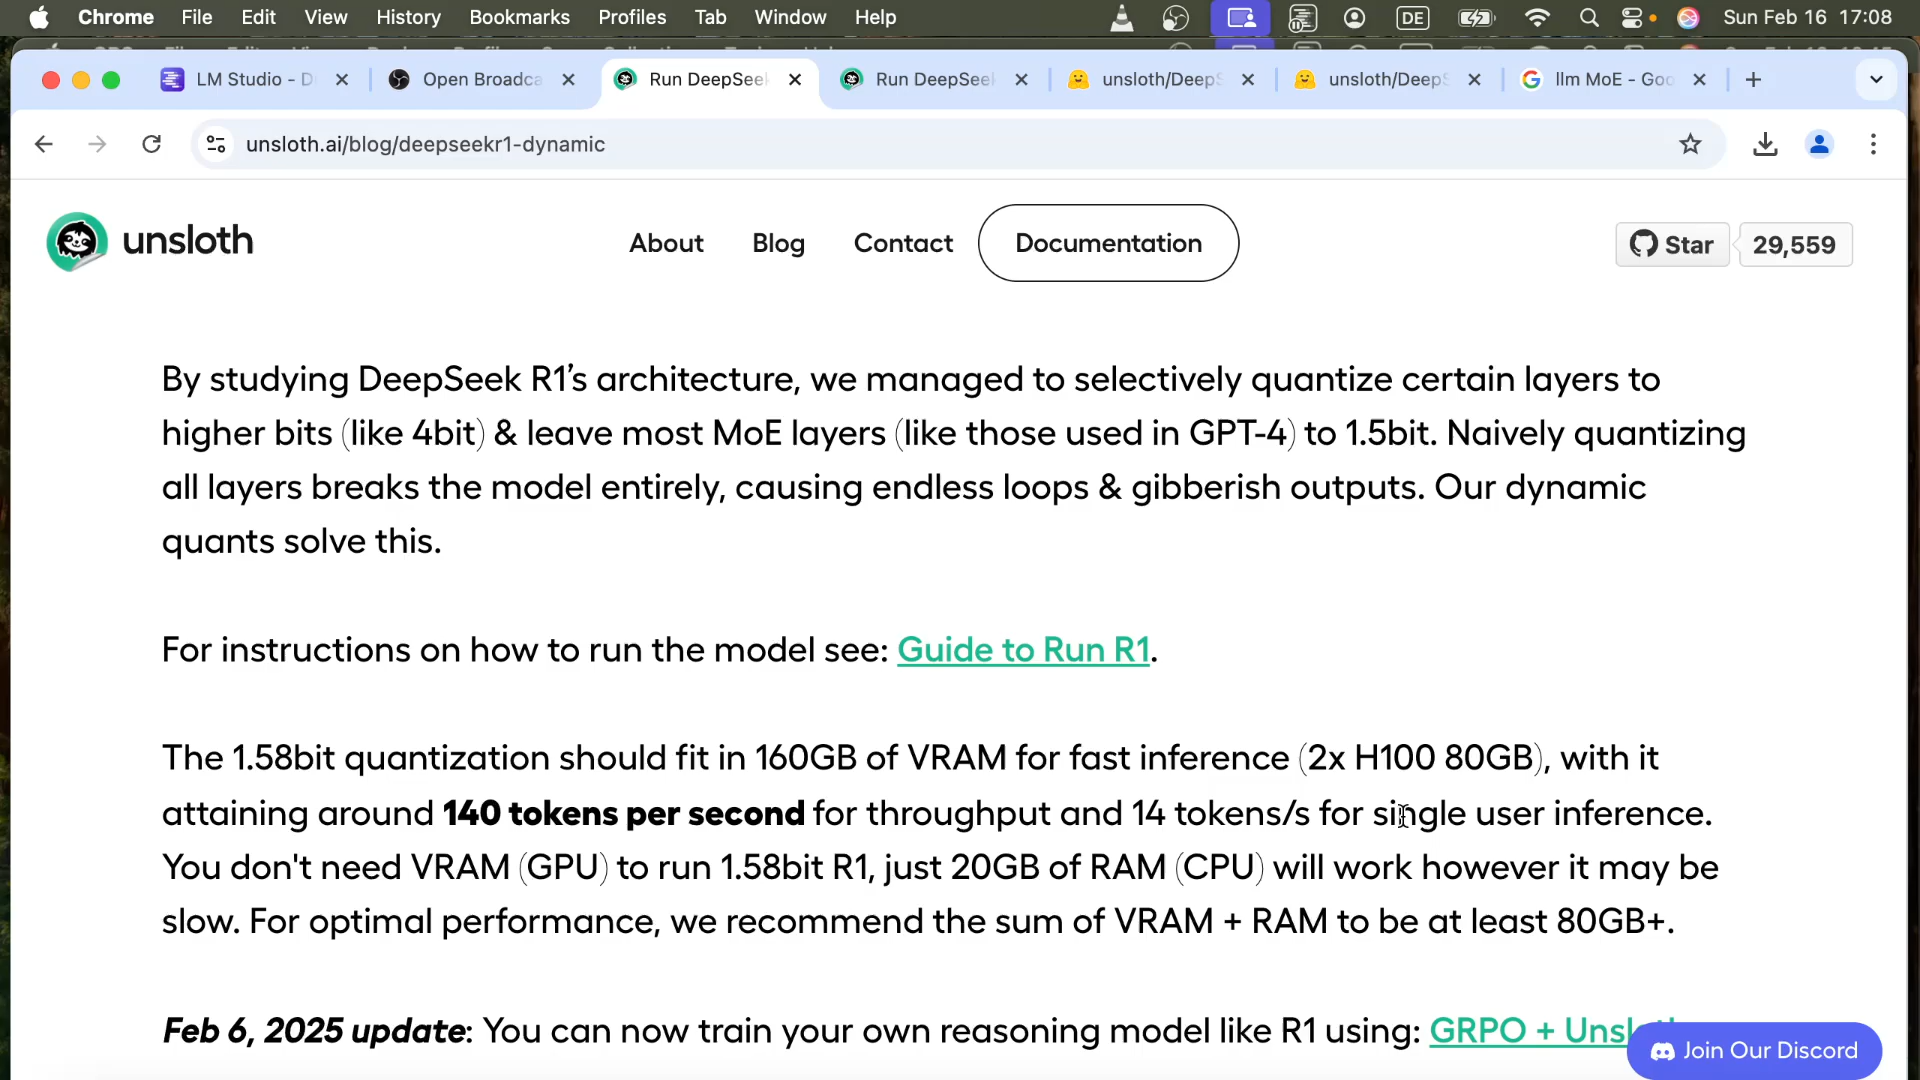 Chrome File Edit View History Bookmarks Profiles Tab Window Help DE Sun Feb 16 17:08
LM Studio - D Open Broadca Run DeepSeek Run DeepSeek unsloth/DeepS unsloth/DeepS llm MoE - Goo
unsloth.ai/blog/deepseekr1-dynamic
unsloth About Blog Contact Documentation Star 29,559
By studying DeepSeek R1’s architecture, we managed to selectively quantize certain layers to
higher bits (like 4bit) & leave most MoE layers (like those used in GPT-4) to 1.5bit. Naively quantizing
all layers breaks the model entirely, causing endless loops & gibberish outputs. Our dynamic
quants solve this.
For instructions on how to run the model see: Guide to Run R1.
The 1.58bit quantization should fit in 160GB of VRAM for fast inference (2x H100 80GB), with it
attaining around 140 tokens per second for throughput and 14 tokens/s for single user inference.
You don't need VRAM (GPU) to run 1.58bit R1, just 20GB of RAM (CPU) will work however it may be
slow. For optimal performance, we recommend the sum of VRAM + RAM to be at least 80GB+.
Feb 6, 2025 update: You can now train your own reasoning model like R1 using: GRPO + Unsloth
Join Our Discord